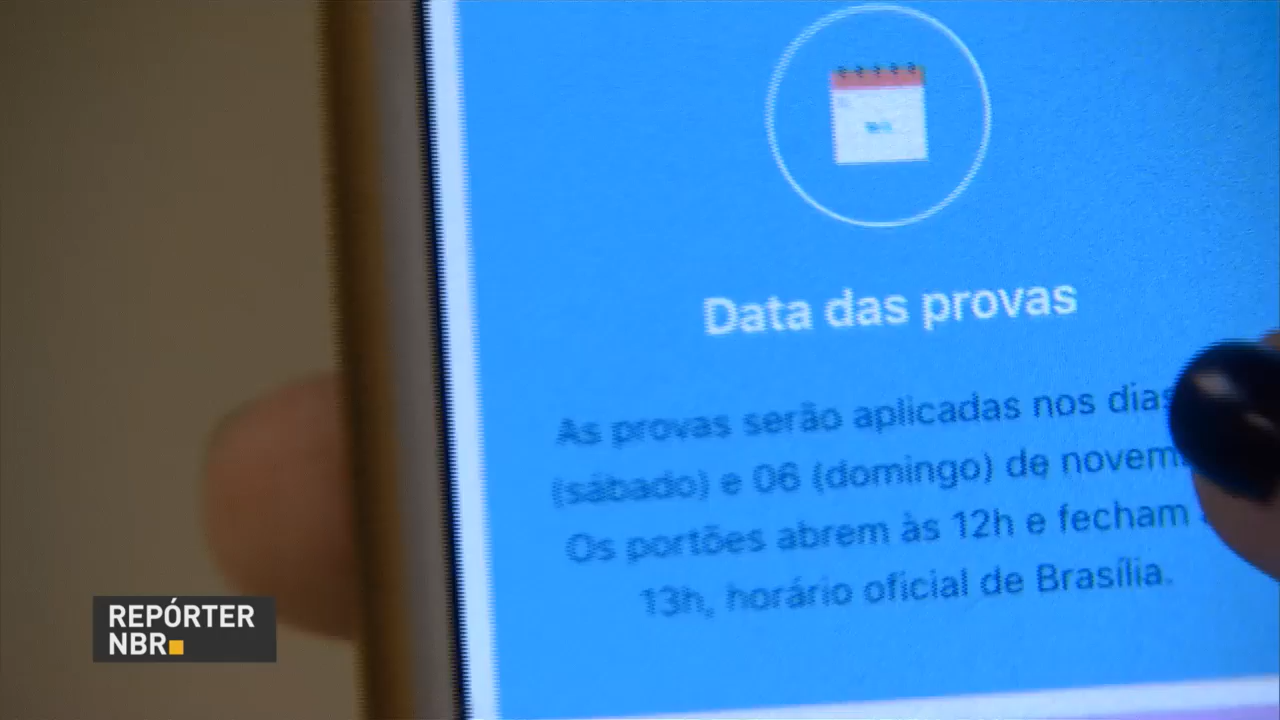 Data das provas
As provas serão aplicadas nos dias
(sábado) e 06 (domingo) de novem
Os portões abrem às 12h e fecham
13h, horário oficial de Brasília.
REPÓRTER
NBR